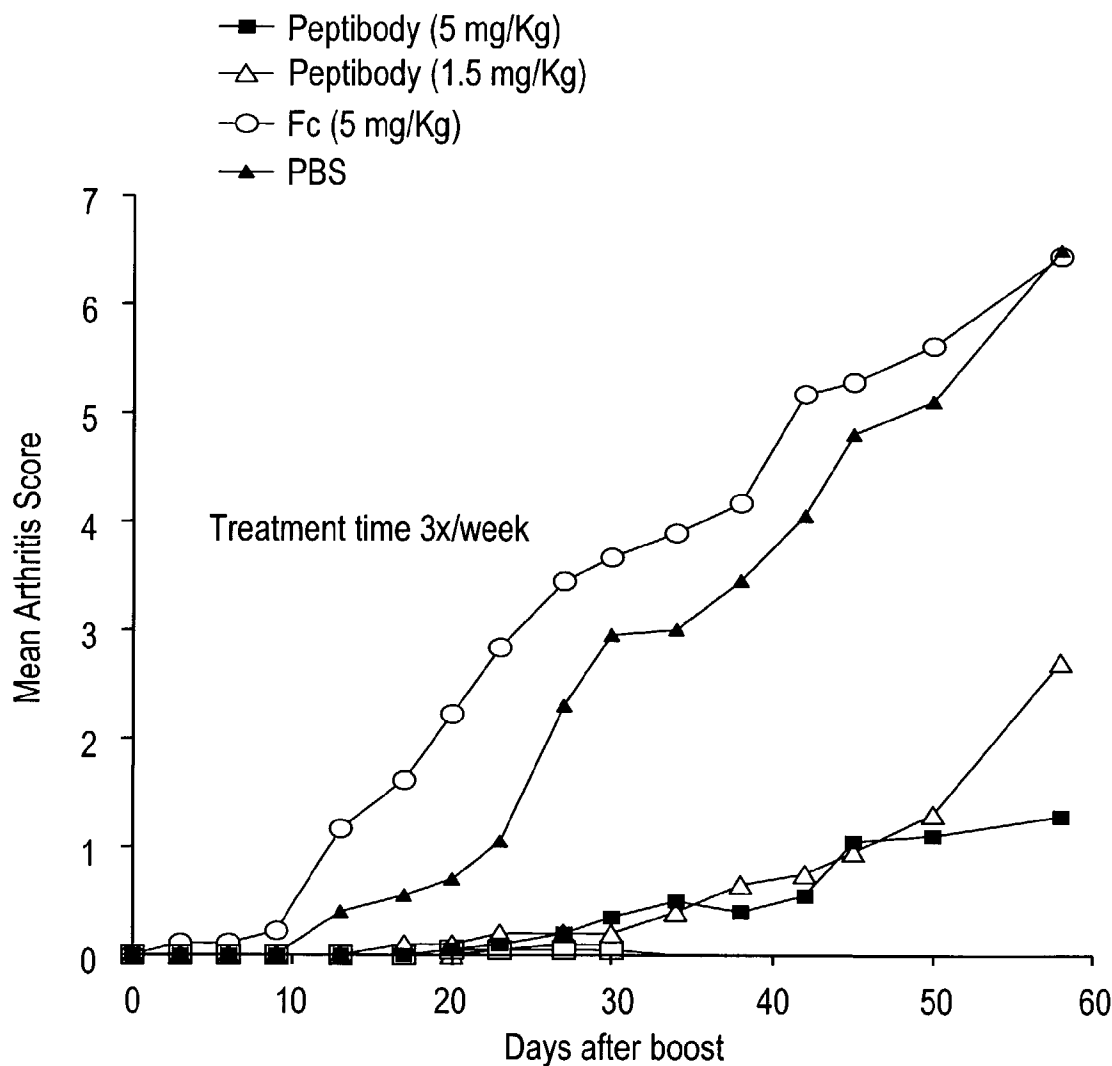 Peptibody (5 mg/Kg)
Peptibody (1.5 mg/Kg)
Fc (5 mg/Kg)
PBS
7
6
5
4
3
2
1
0
Mean Arthritis Score
Treatment time 3x/week
0 10 20 30 40 50 60
Days after boost